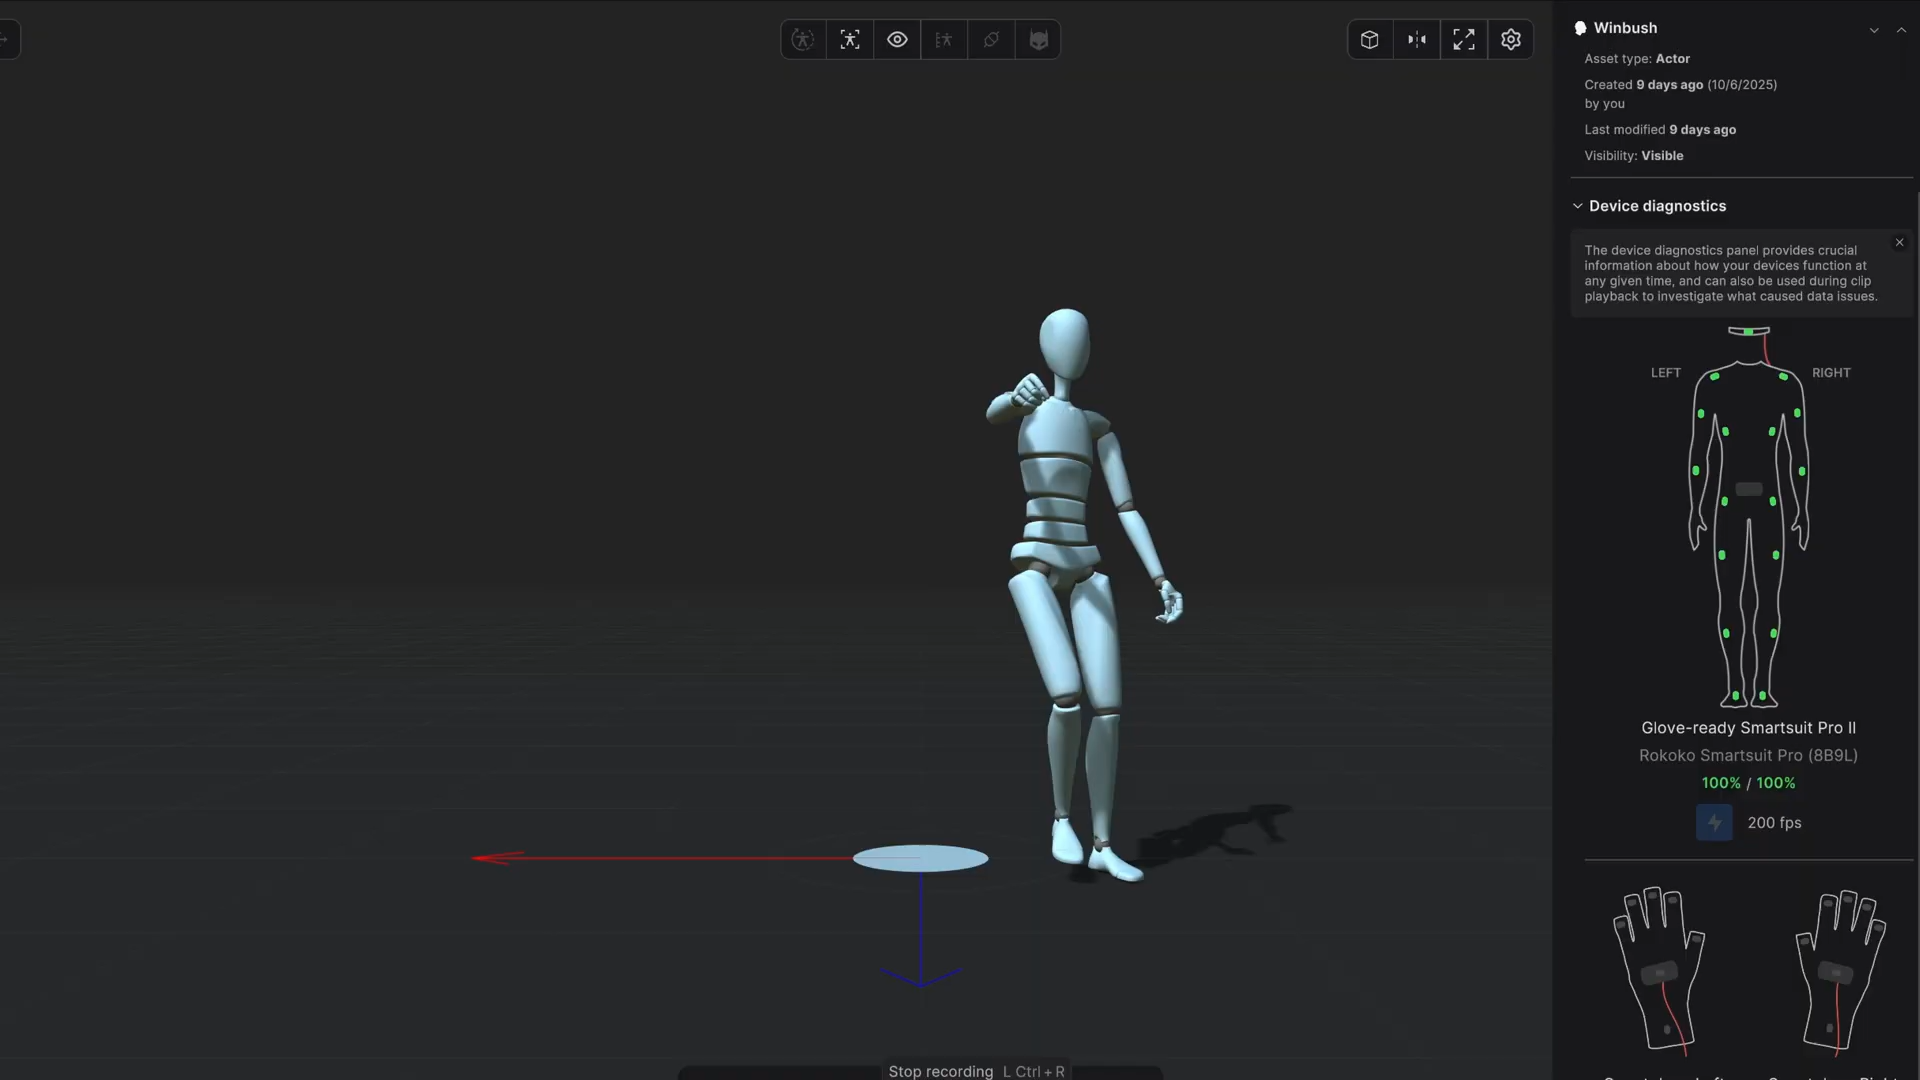 Winbush
Asset type: Actor
Created 9 days ago (10/6/2025)
by you
Last modified 9 days ago
Visibility: Visible
Device diagnostics
The device diagnostics panel provides crucial
information about how your devices function at
any given time, and can also be used during clip
playback to investigate what caused data issues.
LEFT
RIGHT
Glove-ready Smartsuit Pro II
Rokoko Smartsuit Pro (8B9L)
100% / 100%
200 fps
Stop recording L Ctrl+R